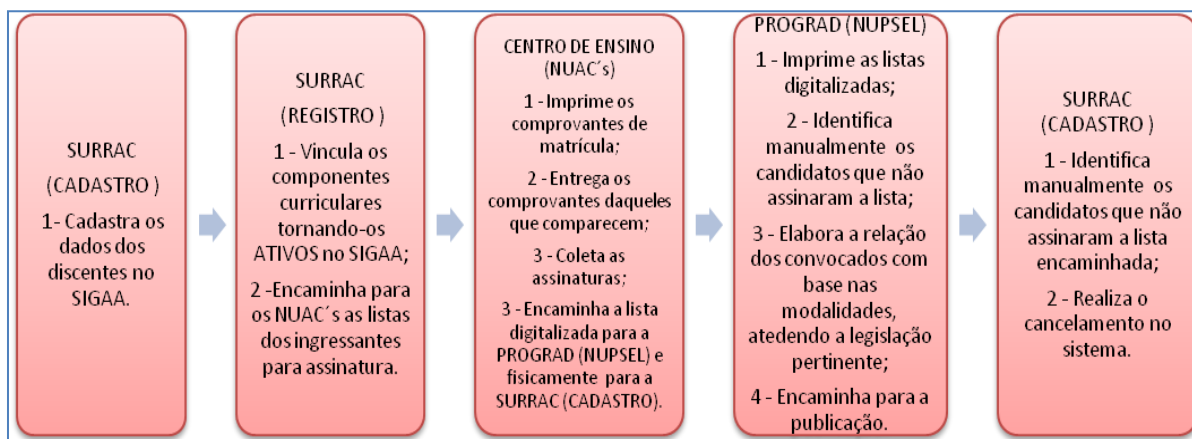 SURRAC
(CADASTRO )
1- Cadastra os
dados dos
discentes no
SIGAA.
SURRAC
(REGISTRO )
1 - Vincula os
componentes
curriculares
tornando-os
ATIVOS no SIGAA;
2 -Encaminha para
os NUAC´s as listas
dos ingressantes
para assinatura.
CENTRO DE ENSINO
(NUAC´s)
1 - Imprime os
comprovantes de
matrícula;
2 - Entrega os
comprovantes daqueles
que comparecem;
3 - Coleta as
assinaturas;
3 - Encaminha a lista
digitalizada para a
PROGRAD (NUPSEL) e
fisicamente para a
SURRAC (CADASTRO).
PROGRAD (NUPSEL)
1 - Imprime as listas
digitalizadas;
2 - Identifica
manualmente os
candidatos que não
assinaram a lista;
3 - Elabora a relação
dos convocados com
base nas
modalidades,
atedendo a legislação
pertinente;
4 - Encaminha para a
publicação.
SURRAC
(CADASTRO )
1 - Identifica
manualmente os
candidatos que não
assinaram a lista
encaminhada;
2 - Realiza o
cancelamento no
sistema.